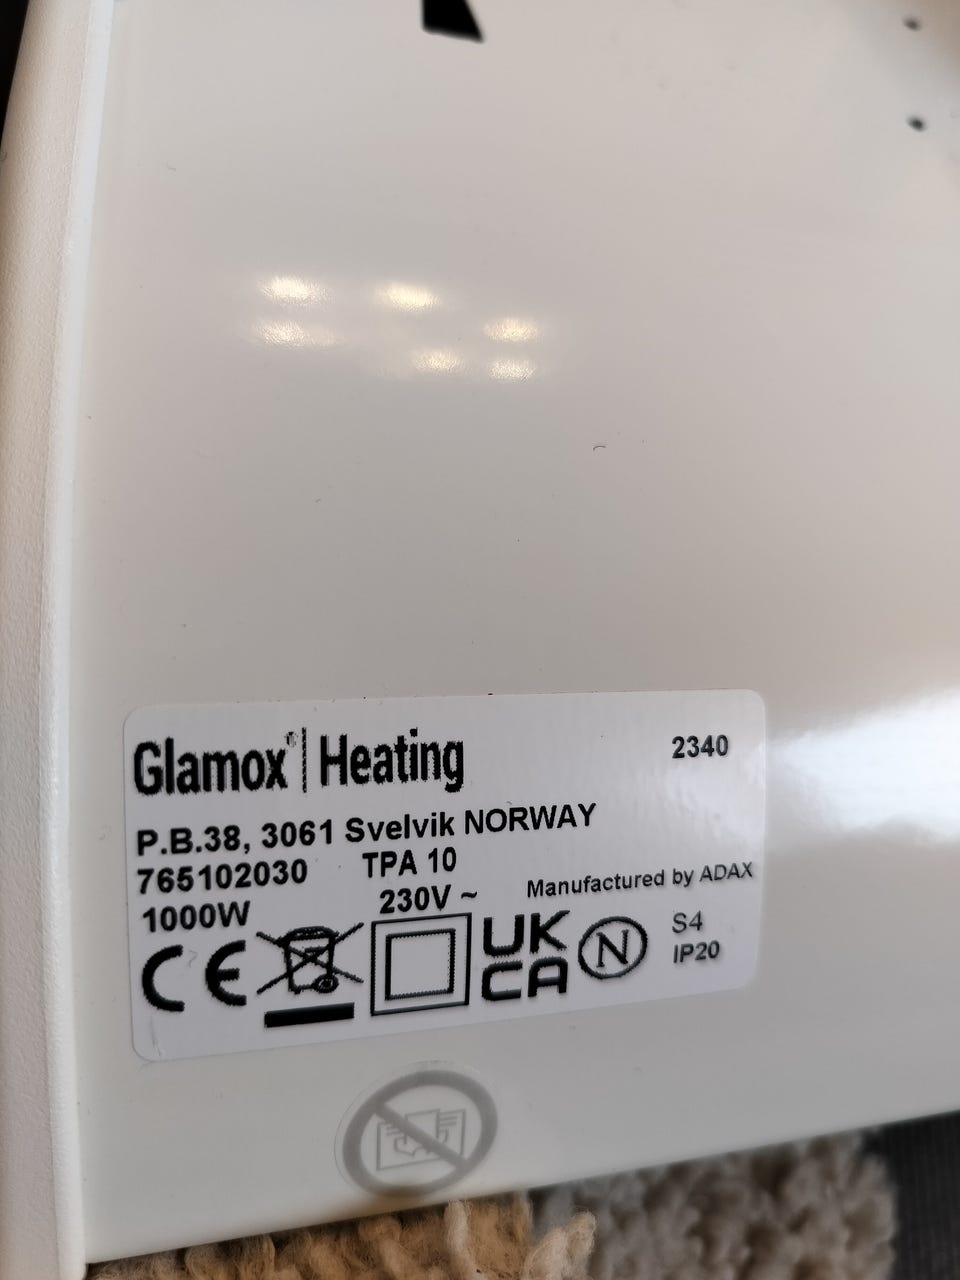 Glamox® | Heating
2340
P.B.38, 3061 Svelvik NORWAY
765102030 TPA 10
1000W 230V ~ Manufactured by ADAX
CE UK CA N S4
IP20